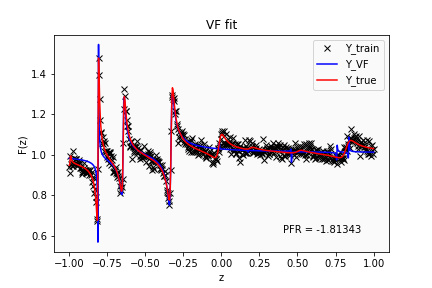 VF fit
Y_train
Y_VF
Y_true
F(z)
1.4
1.2
1.0
0.8
0.6
PFR = -1.81343
−1.00 −0.75 −0.50 −0.25 0.00 0.25 0.50 0.75 1.00
z